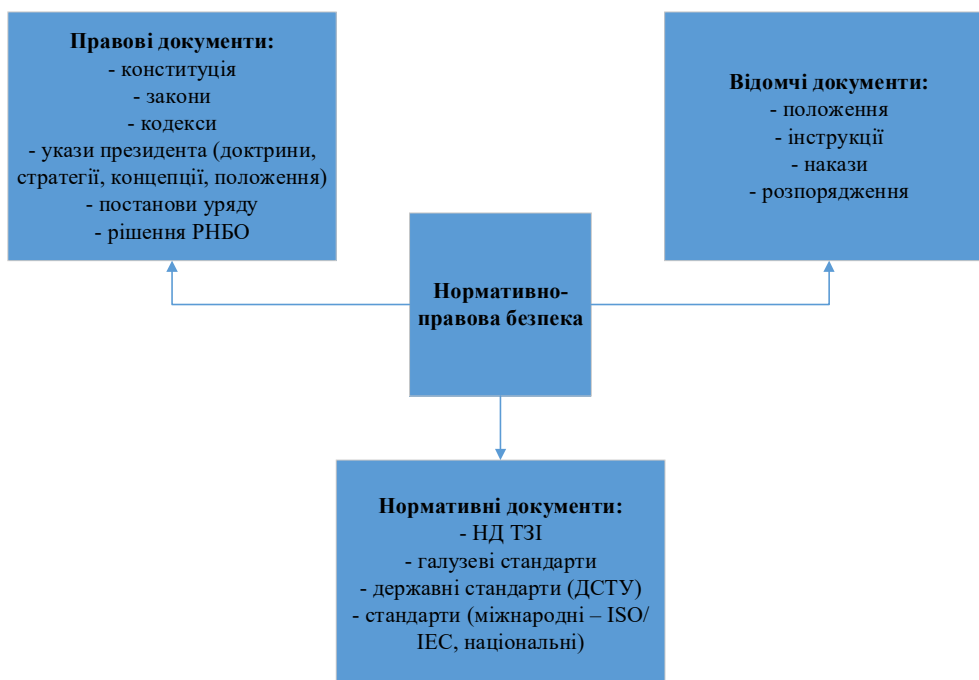 Правові документи:
- конституція
- закони
- кодекси
- укази президента (доктрини,
стратегії, концепції, положення)
- постанови уряду
- рішення РНБО
Відомчі документи:
- положення
- інструкції
- накази
- розпорядження
Нормативно-
правова безпека
Нормативні документи:
- НД ТЗІ
- галузеві стандарти
- державні стандарти (ДСТУ)
- стандарти (міжнародні – ISO/
IEC, національні)